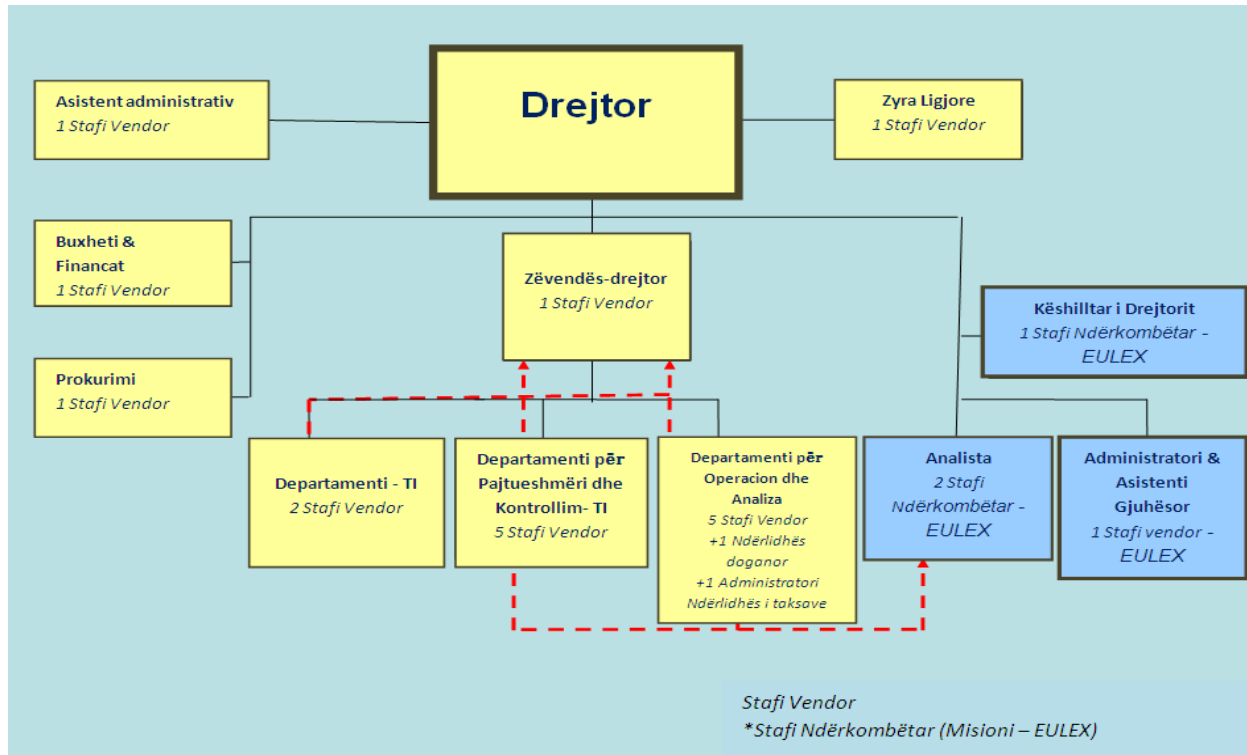 Drejtor
Asistent administrativ
1 Stafi Vendor
Zyra Ligjore
1 Stafi Vendor
Buxheti &
Financat
1 Stafi Vendor
Zëvendës-drejtor
1 Stafi Vendor
Këshilltar i Drejtorit
1 Stafi Ndërkombëtar -
EULEX
Prokurimi
1 Stafi Vendor
Departamenti - TI
2 Stafi Vendor
Departamenti për
Pajtueshmëri dhe
Kontrollim- TI
5 Stafi Vendor
Departamenti për
Operacion dhe
Analiza
5 Stafi Vendor
+1 Ndërlidhës
doganor
+1 Administratori
Ndërlidhës i taksave
Analista
2 Stafi
Ndërkombëtar -
EULEX
Administratori &
Asistenti
Gjuhësor
1 Stafi vendor -
EULEX
Stafi Vendor
*Stafi Ndërkombëtar (Misioni – EULEX)